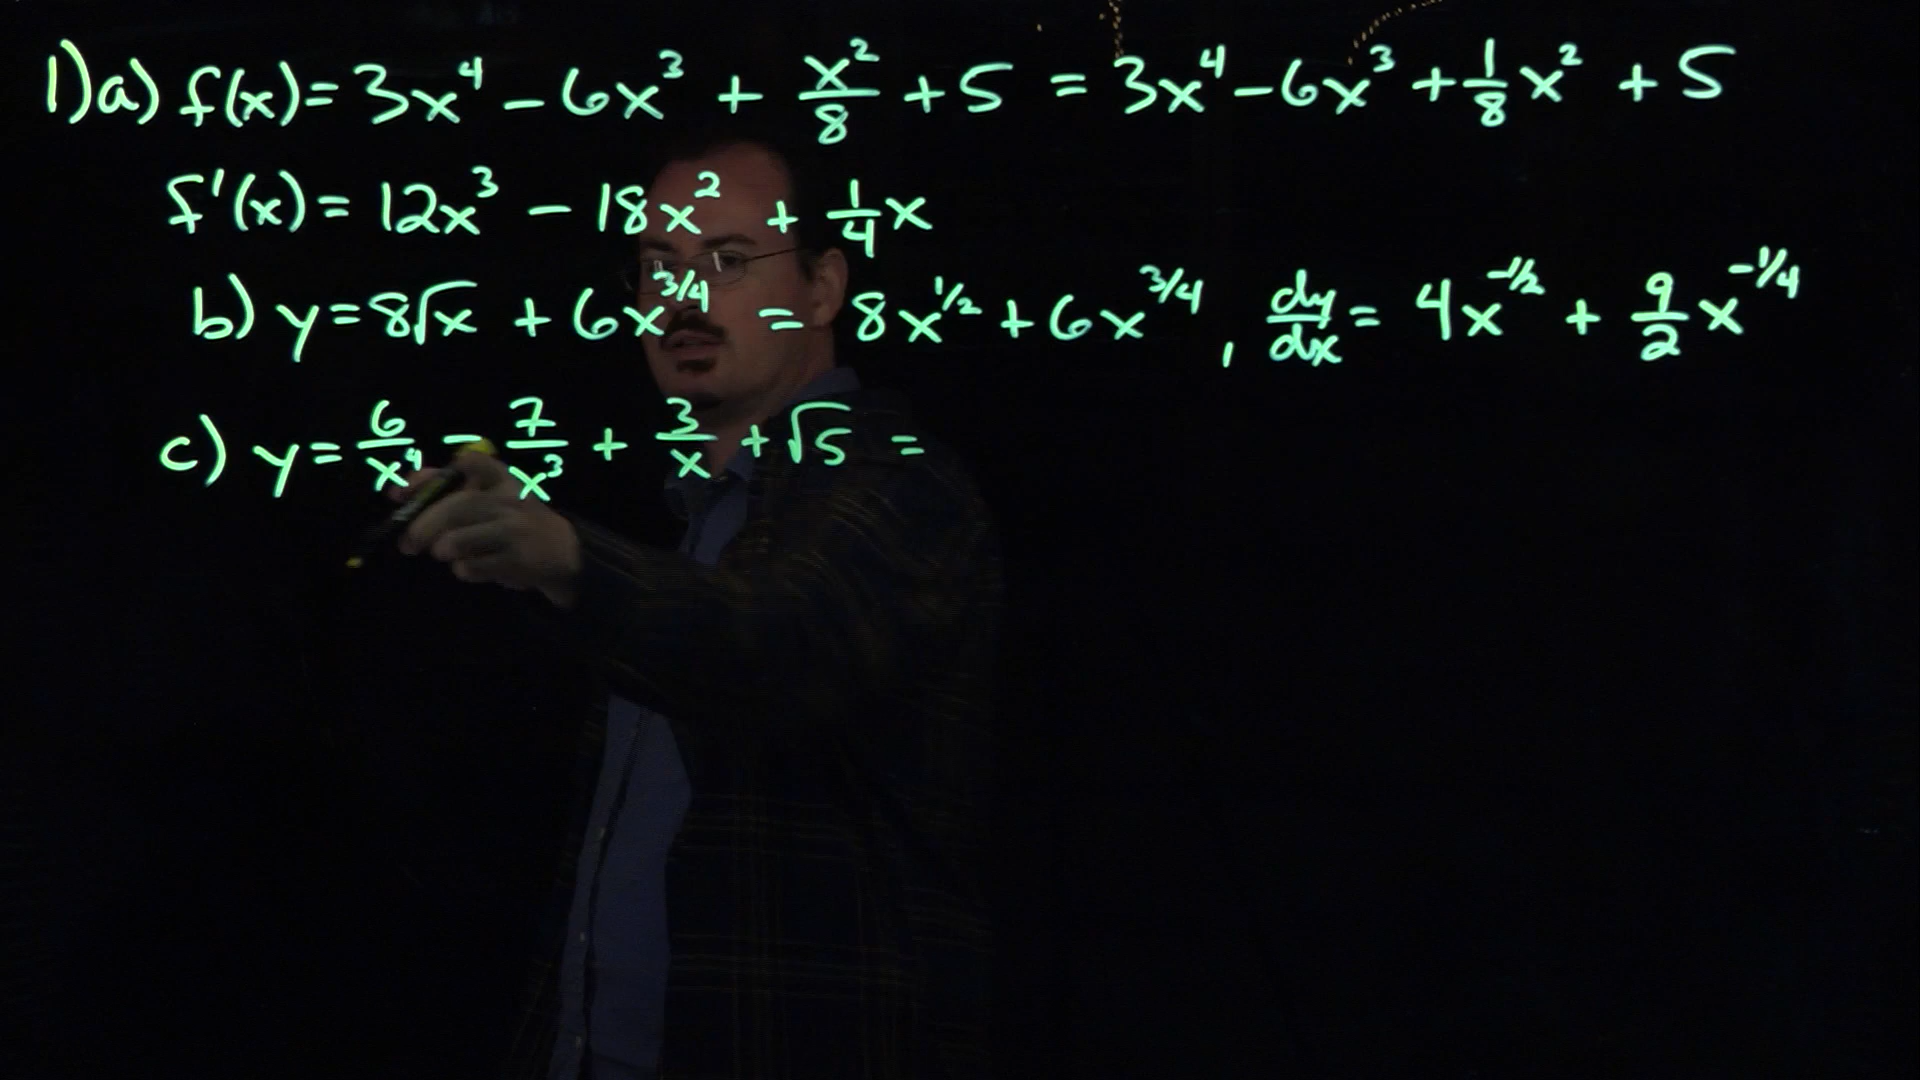 1)a) f(x) = 3x⁴ − 6x³ + x²/8 + 5 = 3x⁴ − 6x³ + 1/8 x² + 5
f'(x) = 12x³ − 18x² + 1/4 x
b) y = 8√x + 6x^3/4 = 8x^1/2 + 6x^3/4 , dy/dx = 4x^-1/2 + 9/2 x^-1/4
c) y = 6/x⁴ − 7/x³ + 3/x + √5 =